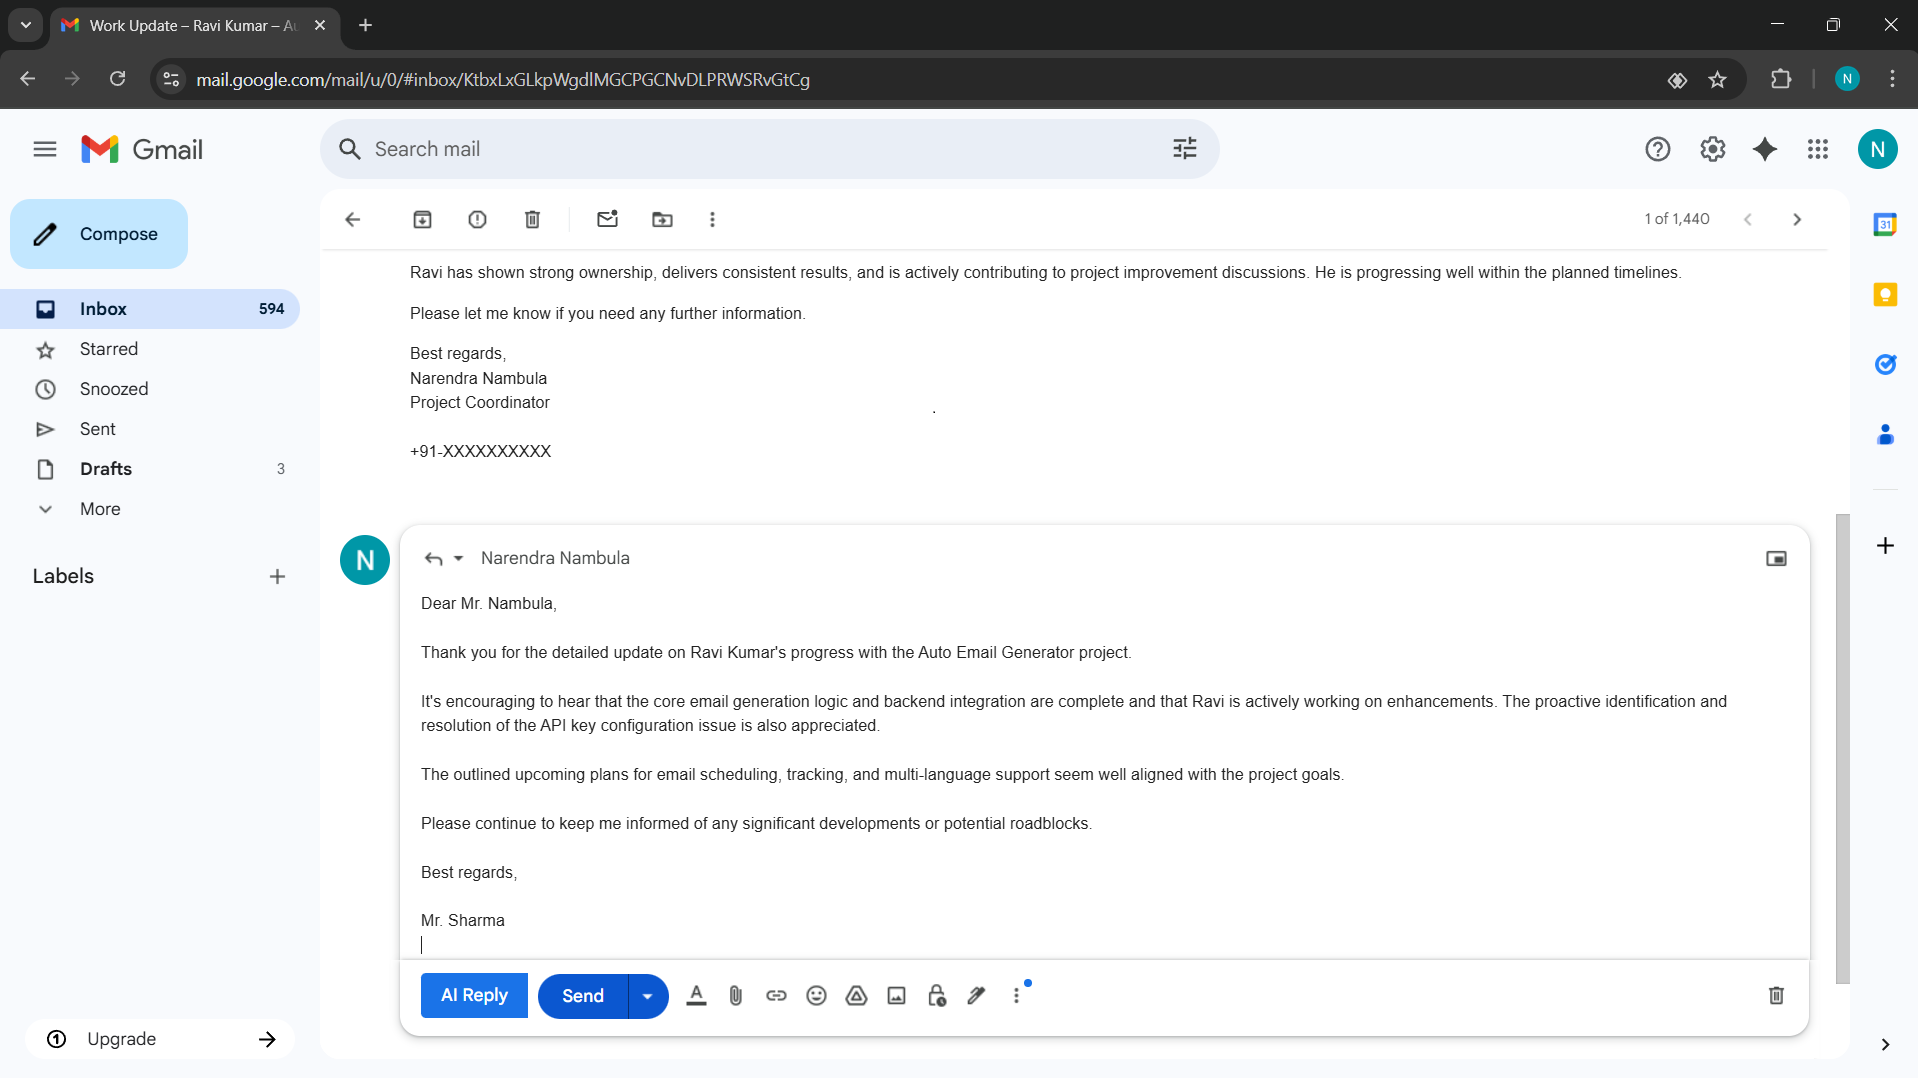 Work Update – Ravi Kumar – Au
mail.google.com/mail/u/0/#inbox/KtbxLxGLkpWgdlMGCPGCNvDLPRWSRvGtCg
N
Gmail
Search mail
N
Compose
1 of 1,440
31
Inbox 594
Starred
Snoozed
Sent
Drafts 3
More
Labels
Upgrade
Ravi has shown strong ownership, delivers consistent results, and is actively contributing to project improvement discussions. He is progressing well within the planned timelines.
Please let me know if you need any further information.
Best regards,
Narendra Nambula
Project Coordinator
.
+91-XXXXXXXXXX
N
Narendra Nambula
Dear Mr. Nambula,
Thank you for the detailed update on Ravi Kumar's progress with the Auto Email Generator project.
It's encouraging to hear that the core email generation logic and backend integration are complete and that Ravi is actively working on enhancements. The proactive identification and
resolution of the API key configuration issue is also appreciated.
The outlined upcoming plans for email scheduling, tracking, and multi-language support seem well aligned with the project goals.
Please continue to keep me informed of any significant developments or potential roadblocks.
Best regards,
Mr. Sharma
AI Reply
Send